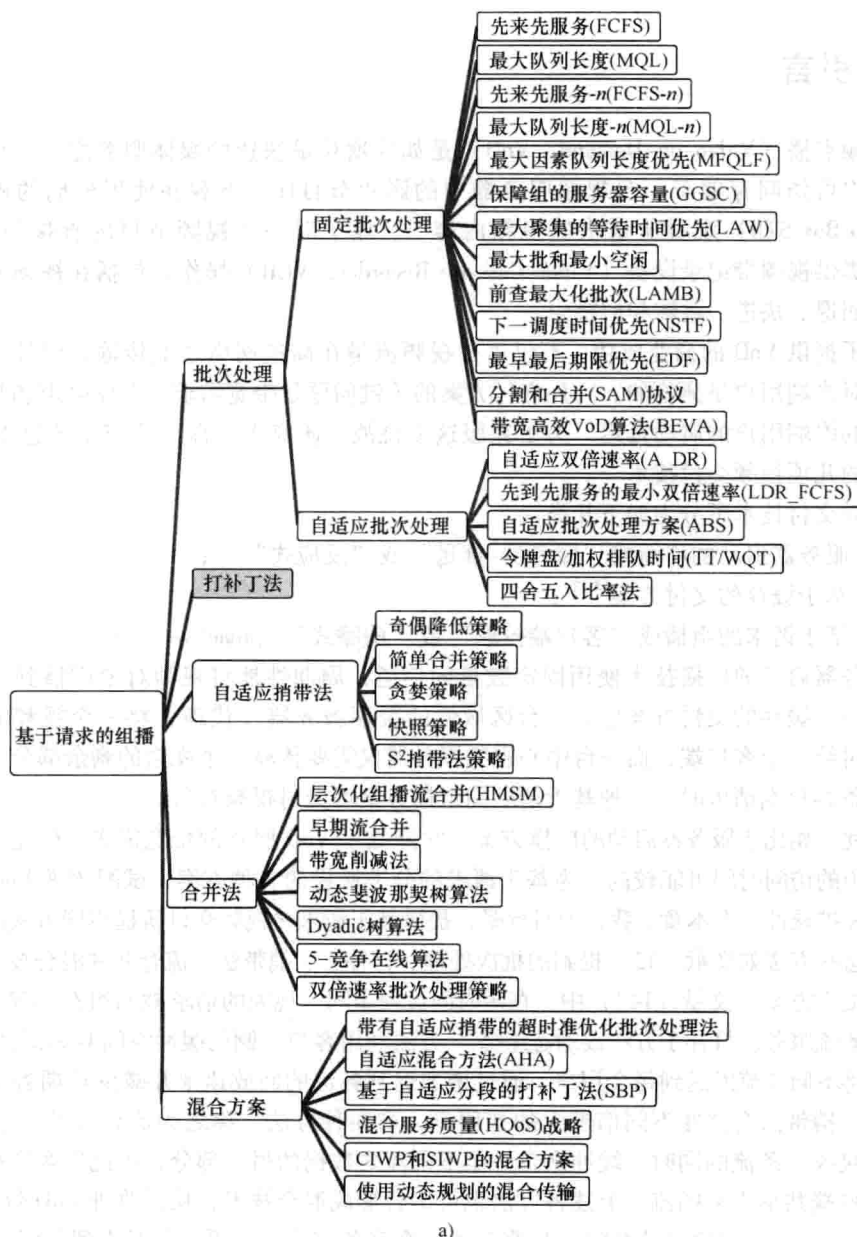 先来先服务(FCFS)
最大队列长度(MQL)
先来先服务-n(FCFS-n)
最大队列长度-n(MQL-n)
最大因素队列长度优先(MFQLF)
保障组的服务器容量(GGSC)
固定批次处理
最大聚集的等待时间优先(LAW)
最大批和最小空闲
前查最大化批次(LAMB)
下一调度时间优先(NSTF)
最早最后期限优先(EDF)
批次处理
分割和合并(SAM)协议
带宽高效VoD算法(BEVA)
自适应双倍速率(A_DR)
先到先服务的最小双倍速率(LDR_FCFS)
自适应批次处理
自适应批次处理方案(ABS)
令牌盘/加权排队时间(TT/WQT)
四舍五入比率法
打补丁法
奇偶降低策略
简单合并策略
自适应捎带法
贪婪策略
快照策略
S²捎带法策略
基于请求的组播
层次化组播流合并(HMSM)
早期流合并
带宽削减法
合并法
动态斐波那契树算法
Dyadic树算法
5-竞争在线算法
双倍速率批次处理策略
带有自适应捎带的超时准优化批次处理法
自适应混合方法(AHA)
基于自适应分段的打补丁法(SBP)
混合方案
混合服务质量(HQoS)战略
CIWP和SIWP的混合方案
使用动态规划的混合传输
a)